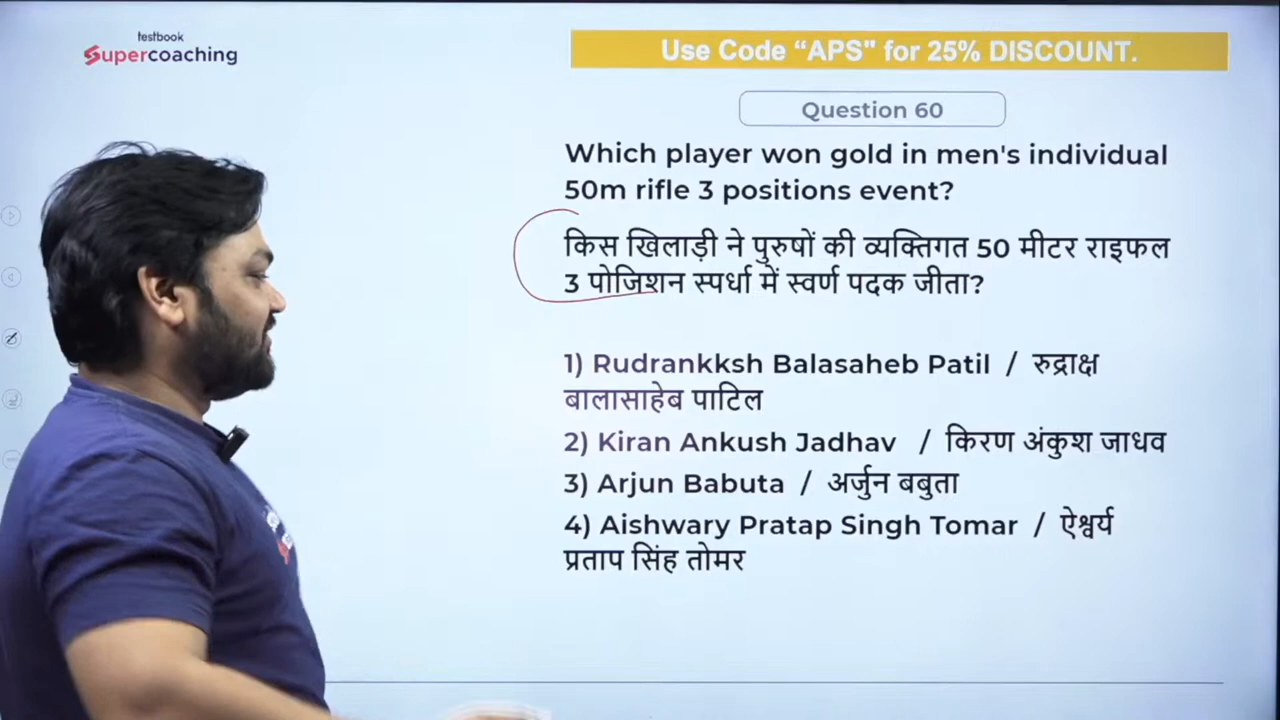 testbook
Supercoaching
Use Code “APS" for 25% DISCOUNT.
Question 60
Which player won gold in men's individual
50m rifle 3 positions event?
किस खिलाड़ी ने पुरुषों की व्यक्तिगत 50 मीटर राइफल
3 पोजिशन स्पर्धा में स्वर्ण पदक जीता?
1) Rudrankksh Balasaheb Patil / रुद्राक्ष
बालासाहेब पाटिल
2) Kiran Ankush Jadhav / किरण अंकुश जाधव
3) Arjun Babuta / अर्जुन बबुता
4) Aishwary Pratap Singh Tomar / ऐश्वर्य
प्रताप सिंह तोमर